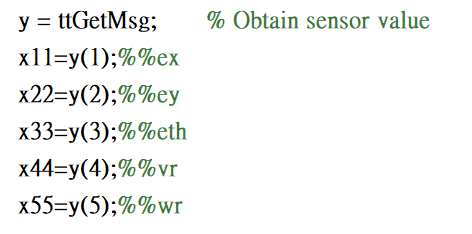 y = ttGetMsg; % Obtain sensor value
x11=y(1);%%ex
x22=y(2);%%ey
x33=y(3);%%eth
x44=y(4);%%vr
x55=y(5);%%wr